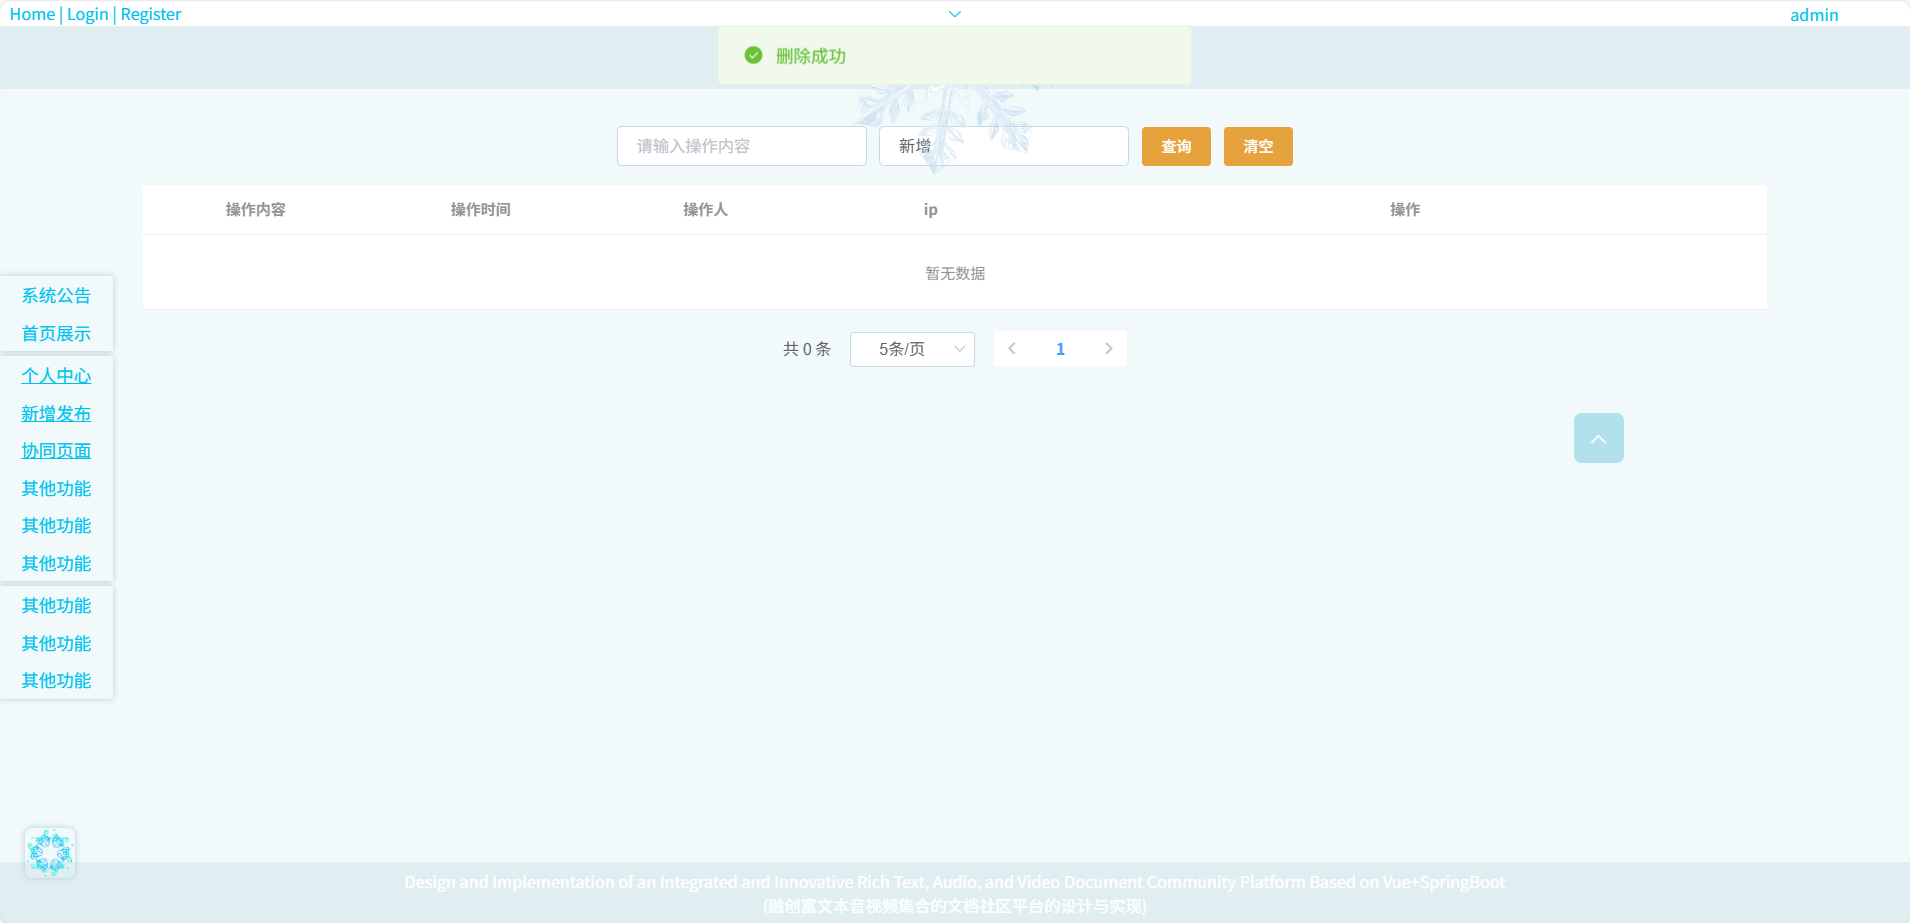 Home | Login | Register
admin
删除成功
请输入操作内容
新增
查询
清空
操作内容 操作时间 操作人 ip 操作
暂无数据
共 0 条 5条/页 1
系统公告
首页展示
个人中心
新增发布
协同页面
其他功能
其他功能
其他功能
其他功能
其他功能
其他功能
Design and Implementation of an Integrated and Innovative Rich Text, Audio, and Video Document Community Platform Based on Vue+SpringBoot
(融创富文本音视频集合的文档社区平台的设计与实现)